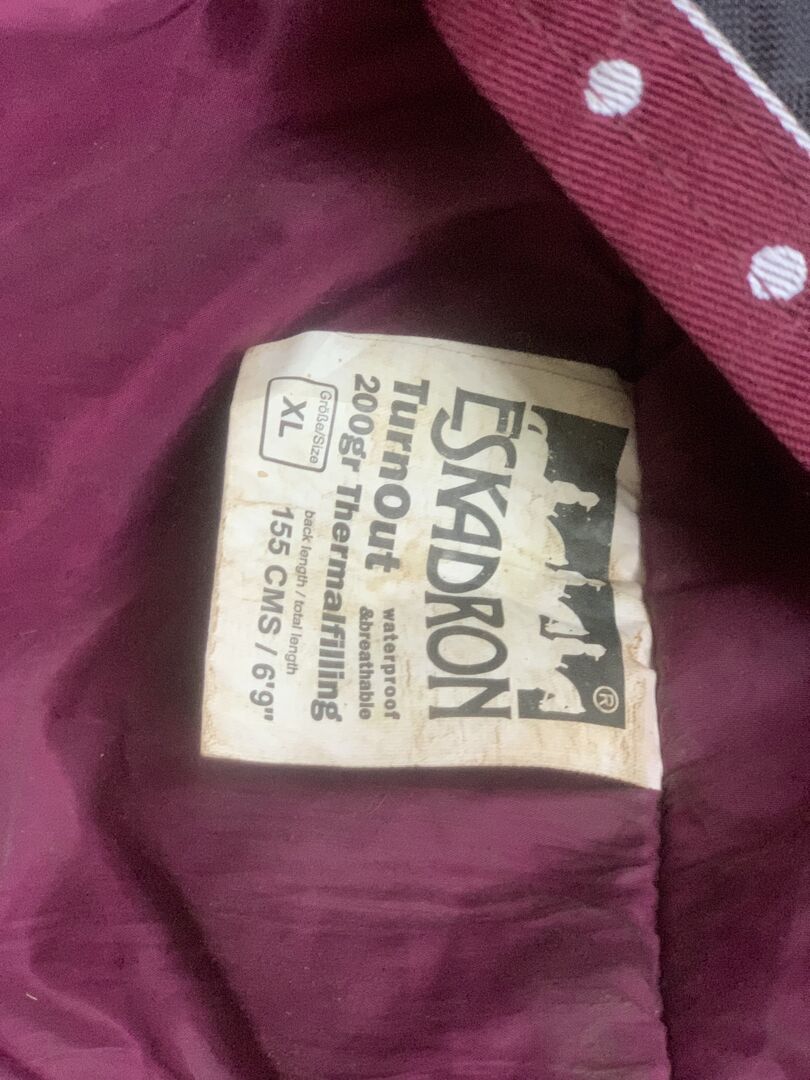 ®
ESKADRON
TurnOut waterproof &breathable
200gr Thermalfilling
Größe/Size
XL
back length / total length
155 CMS / 6'9"